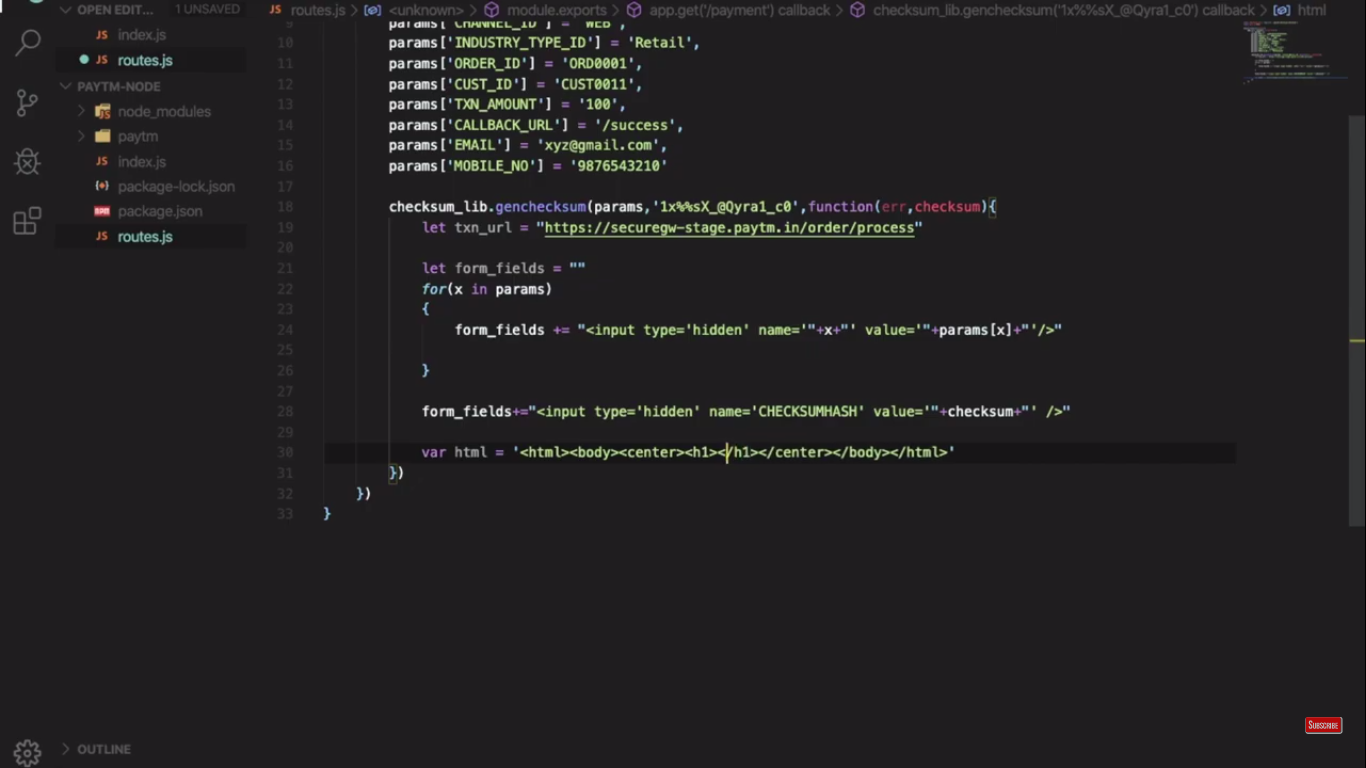 OPEN EDIT... 1 UNSAVED
JS index.js
JS routes.js
PAYTM-NODE
node_modules
paytm
JS index.js
package-lock.json
package.json
JS routes.js
OUTLINE
JS routes.js > <unknown> > module.exports > app.get('/payment') callback > checksum_lib.genchecksum('1x%%sX_@Qyra1_c0') callback > html
9 params['CHANNEL_ID'] = 'WEB',
10 params['INDUSTRY_TYPE_ID'] = 'Retail',
11 params['ORDER_ID'] = 'ORD0001',
12 params['CUST_ID'] = 'CUST0011',
13 params['TXN_AMOUNT'] = '100',
14 params['CALLBACK_URL'] = '/success',
15 params['EMAIL'] = 'xyz@gmail.com',
16 params['MOBILE_NO'] = '9876543210'
17
18 checksum_lib.genchecksum(params,'1x%%sX_@Qyra1_c0',function(err,checksum){
19 let txn_url = "https://securegw-stage.paytm.in/order/process"
20
21 let form_fields = ""
22 for(x in params)
23 {
24 form_fields += "<input type='hidden' name='"+x+"' value='"+params[x]+"'/>"
25
26 }
27
28 form_fields+="<input type='hidden' name='CHECKSUMHASH' value='"+checksum+"' />"
29
30 var html = '<html><body><center><h1></h1></center></body></html>'
31 })
32 })
33 }
SUBSCRIBE